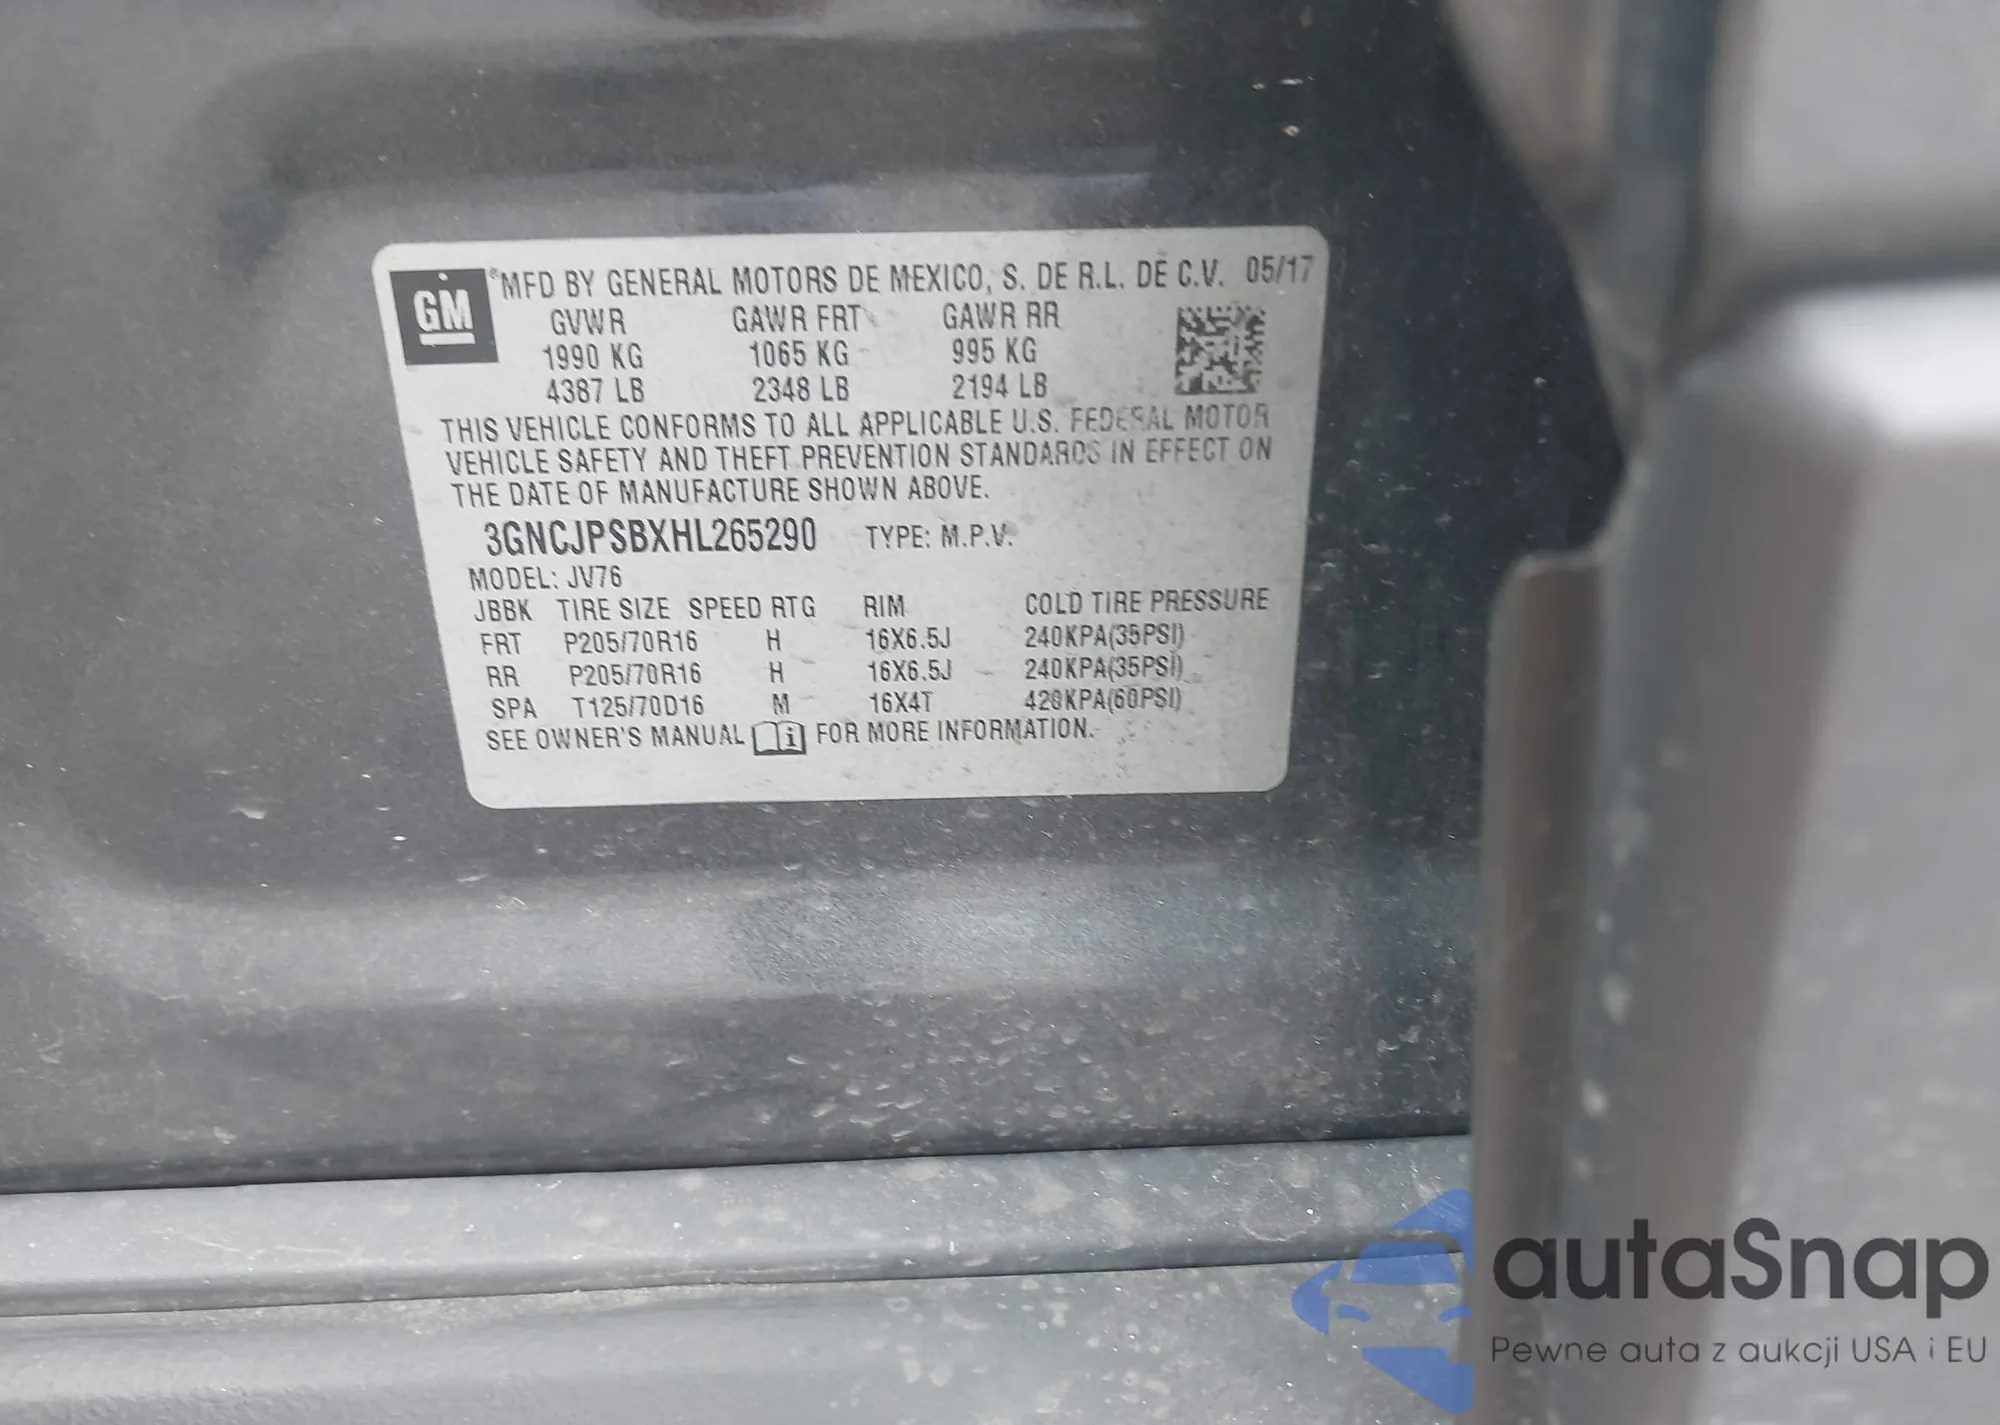 GM ®MFD BY GENERAL MOTORS DE MEXICO, S. DE R.L. DE C.V. 05/17
GVWR GAWR FRT GAWR RR
1990 KG 1065 KG 995 KG
4387 LB 2348 LB 2194 LB
THIS VEHICLE CONFORMS TO ALL APPLICABLE U.S. FEDERAL MOTOR
VEHICLE SAFETY AND THEFT PREVENTION STANDARDS IN EFFECT ON
THE DATE OF MANUFACTURE SHOWN ABOVE.
3GNCJPSBXHL265290 TYPE: M.P.V.
MODEL: JV76
JBBK TIRE SIZE SPEED RTG RIM COLD TIRE PRESSURE
FRT P205/70R16 H 16X6.5J 240KPA(35PSI)
RR P205/70R16 H 16X6.5J 240KPA(35PSI)
SPA T125/70D16 M 16X4T 420KPA(60PSI)
SEE OWNER'S MANUAL i FOR MORE INFORMATION.
autaSnap
Pewne auta z aukcji USA i EU